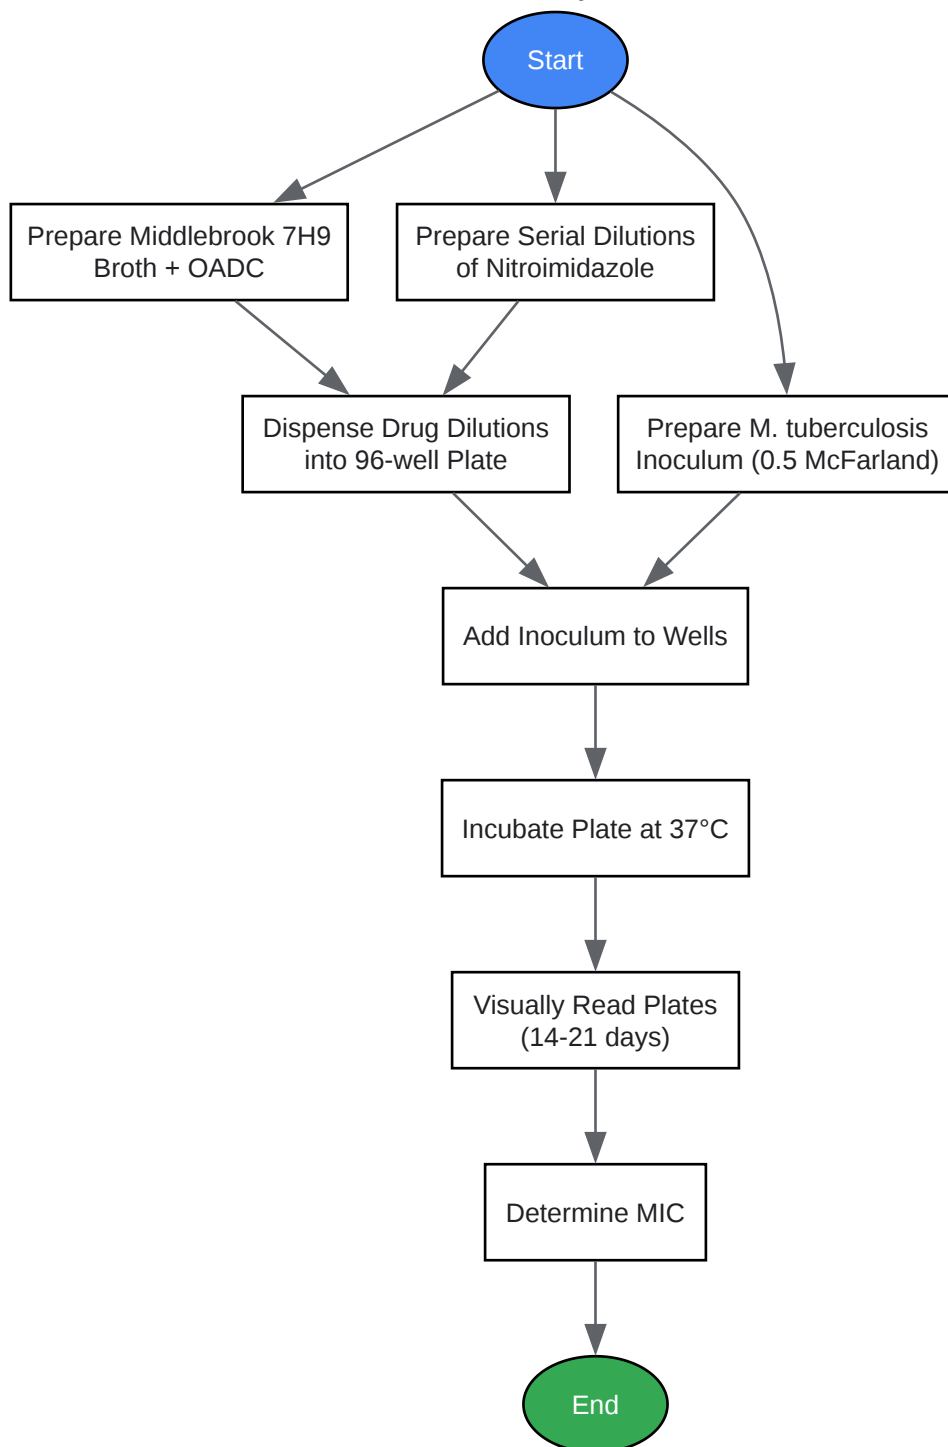 Start
Prepare Middlebrook 7H9
Broth + OADC
Prepare Serial Dilutions
of Nitroimidazole
Dispense Drug Dilutions
into 96-well Plate
Prepare M. tuberculosis
Inoculum (0.5 McFarland)
Add Inoculum to Wells
Incubate Plate at 37°C
Visually Read Plates
(14-21 days)
Determine MIC
End